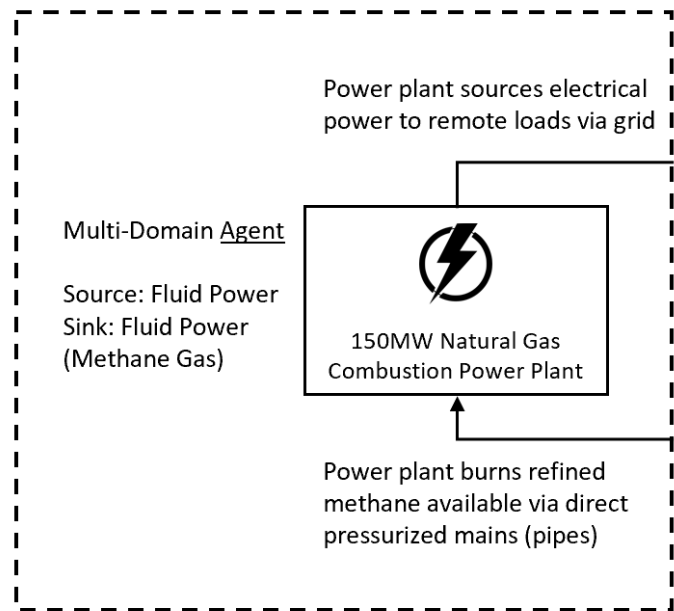 Power plant sources electrical
power to remote loads via grid
Multi-Domain Agent
Source: Fluid Power
Sink: Fluid Power
(Methane Gas)
150MW Natural Gas
Combustion Power Plant
Power plant burns refined
methane available via direct
pressurized mains (pipes)